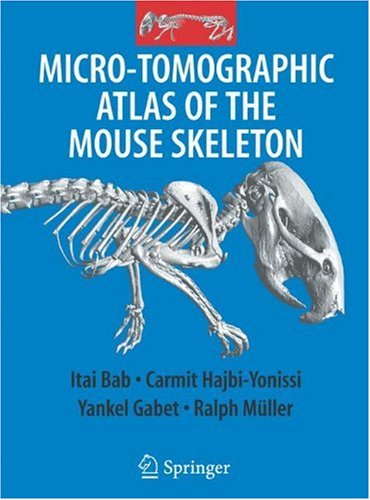 MICRO-TOMOGRAPHIC
ATLAS OF THE
MOUSE SKELETON
Itai Bab • Carmit Hajbi-Yonissi
Yankel Gabet • Ralph Müller
Springer